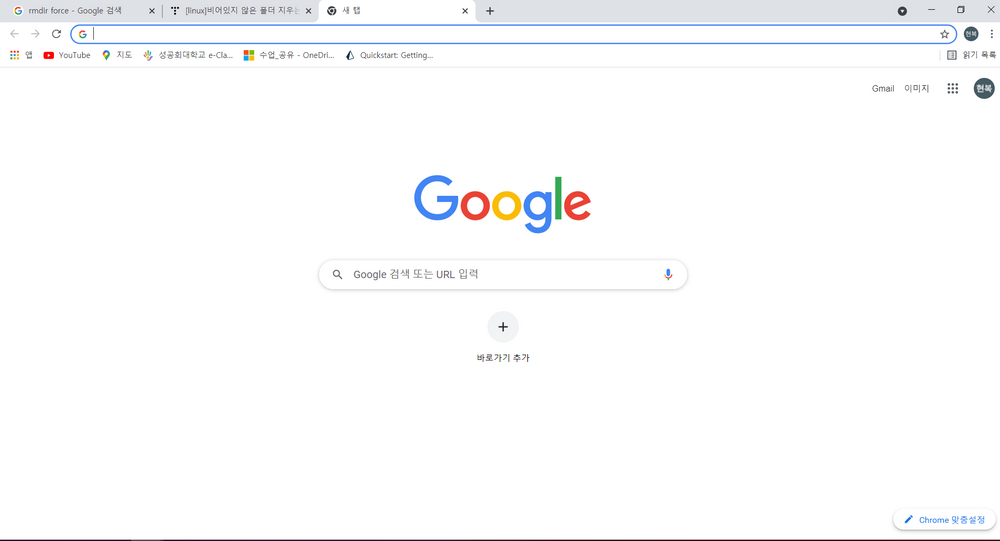 rmdir force - Google 검색
[linux]비어있지 않은 폴더 지우는
새 탭
현복
앱
YouTube
지도
성공회대학교 e-Cla...
수업_공유 - OneDri...
Quickstart: Getting...
읽기 목록
Gmail
이미지
현복
Google
Google 검색 또는 URL 입력
바로가기 추가
Chrome 맞춤설정